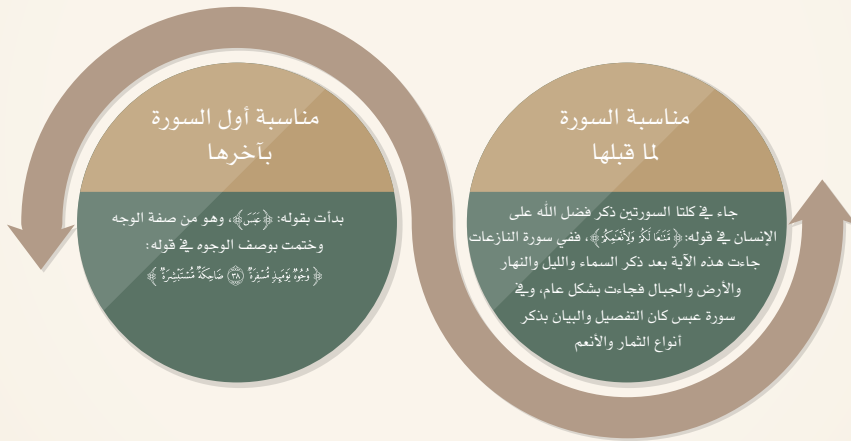 مناسبة السورة
لما قبلها
جاء في كلتا السورتين ذكر فضل الله على
الإنسان في قوله: ﴿ مَتَاعًا لَكُمْ وَلِأَنْعَامِكُمْ ﴾، ففي سورة النازعات
جاءت هذه الآية بعد ذكر السماء والليل والنهار
والأرض والجبال فجاءت بشكل عام، وفي
سورة عبس كان التفصيل والبيان بذكر
أنواع الثمار والأنعم
مناسبة أول السورة
بآخرها
بدأت بقوله: ﴿ عَبَسَ ﴾، وهو من صفة الوجه
وختمت بوصف الوجوه في قوله:
﴿ وُجُوهٌ يَوْمَئِذٍ مُّسْفِرَةٌ ٣٨ ضَاحِكَةٌ مُّسْتَبْشِرَةٌ ﴾